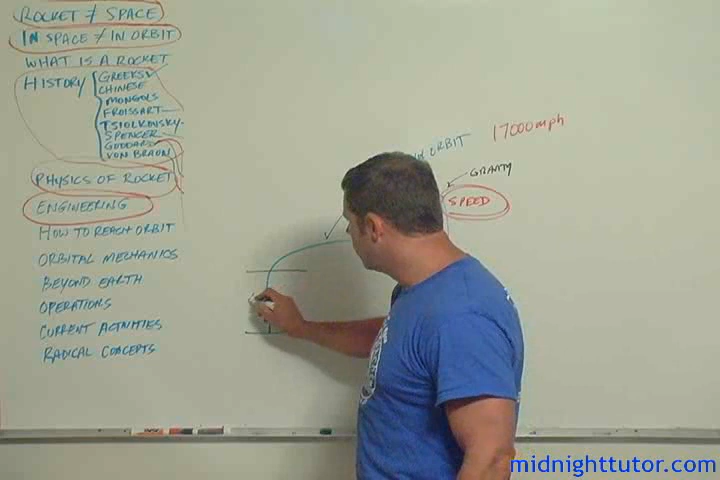 ROCKET ≠ SPACE
IN SPACE ≠ IN ORBIT
WHAT IS A ROCKET
HISTORY
GREEKS
CHINESE
MONGOLS
FROISSART
TSIOLKOVSKY
SPENCER
GODDARD
VON BRAUN
PHYSICS OF ROCKET
ENGINEERING
HOW TO REACH ORBIT
ORBITAL MECHANICS
BEYOND EARTH
OPERATIONS
CURRENT ACTIVITIES
RADICAL CONCEPTS
ORBIT 17000mph
GRAVITY
SPEED
midnighttutor.com